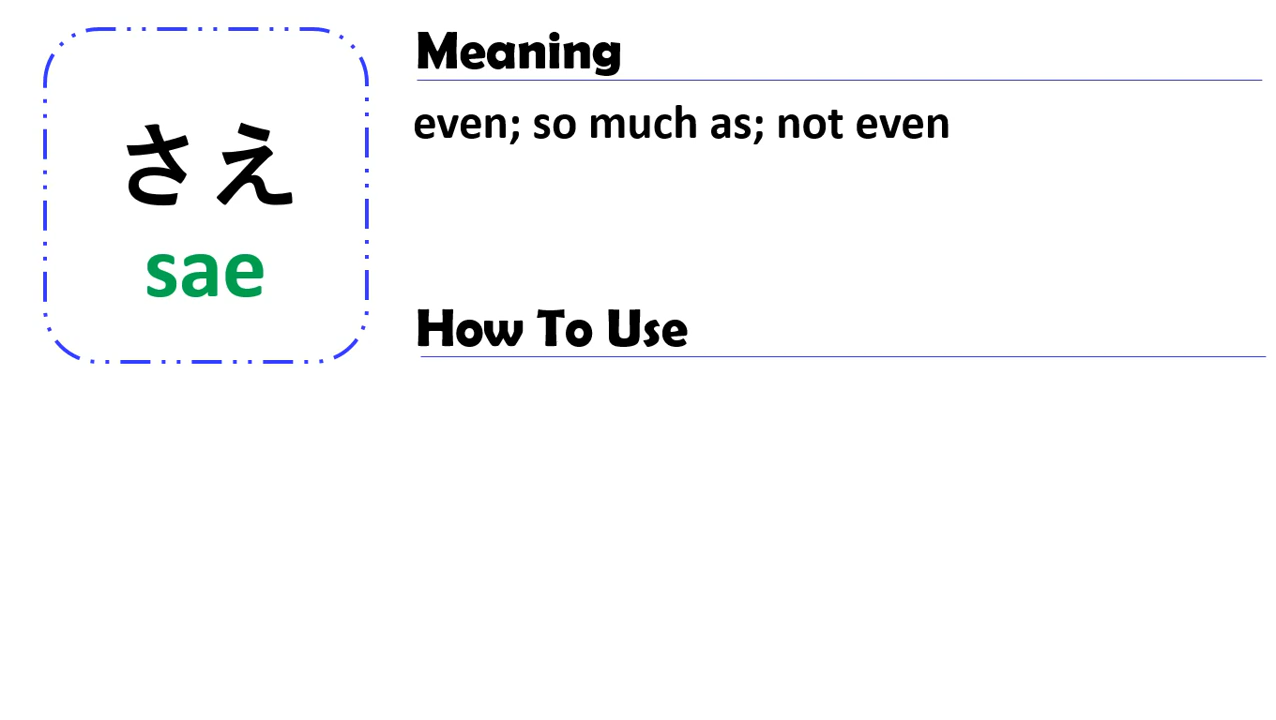 さえ
sae
Meaning
even; so much as; not even
How To Use